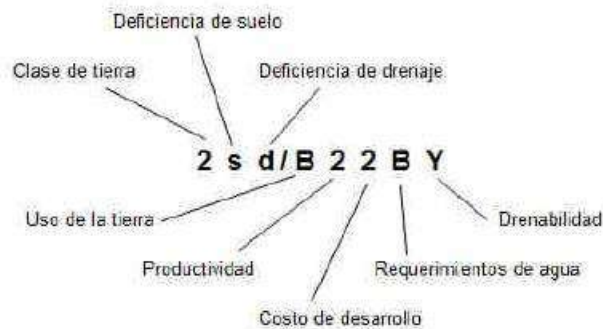 Deficiencia de suelo
Clase de tierra
Deficiencia de drenaje
2 s d/B 2 2 B Y
Uso de la tierra
Drenabilidad
Productividad
Requerimientos de agua
Costo de desarrollo